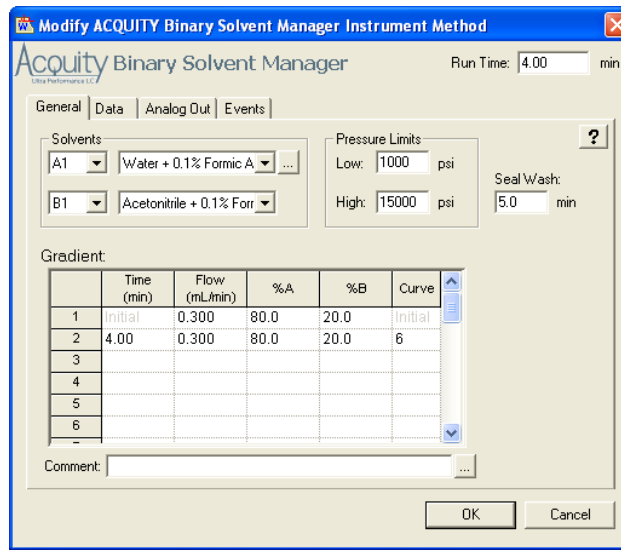 Modify ACQUITY Binary Solvent Manager Instrument Method
ACQUITY Binary Solvent Manager
Ultra Performance LC
Run Time: 4.00 min
General Data Analog Out Events
Solvents
A1 Water + 0.1% Formic A ...
B1 Acetonitrile + 0.1% Forr
Pressure Limits
Low: 1000 psi
High: 15000 psi
?
Seal Wash:
5.0 min
Gradient:
Time (min) Flow (mL/min) %A %B Curve
1 Initial 0.300 80.0 20.0 Initial
2 4.00 0.300 80.0 20.0 6
3
4
5
6
Comment: ...
OK Cancel